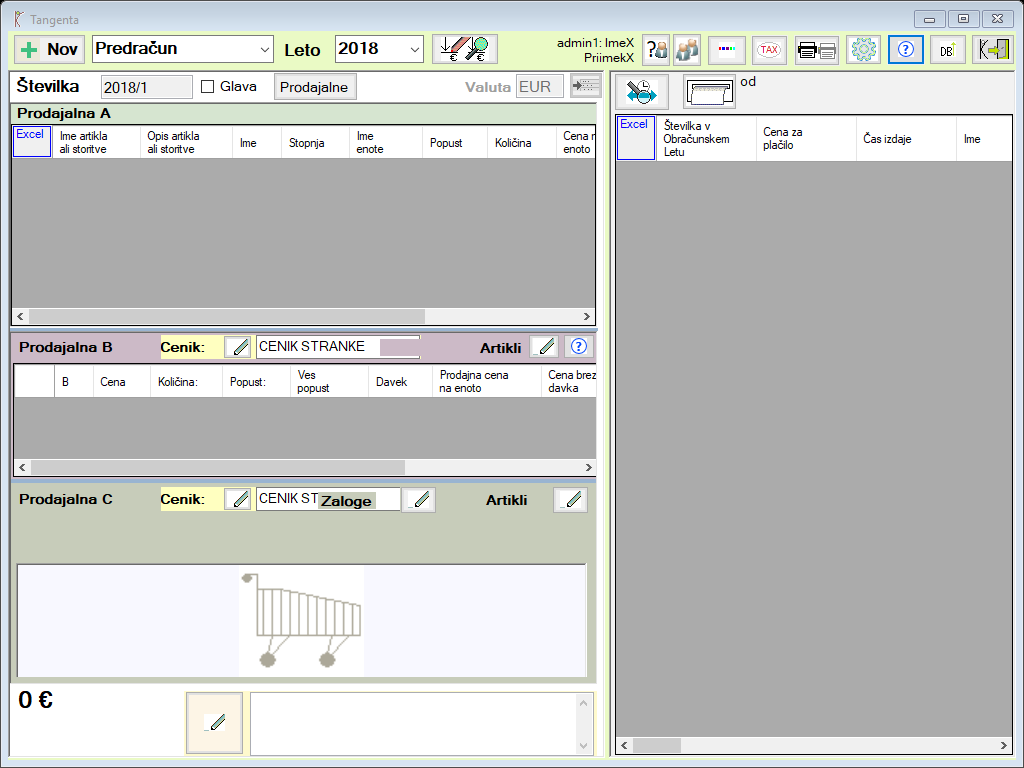 Tangenta
Nov Predračun Leto 2018
admin1: ImeX
PriimekX
TAX
DB
Številka 2018/1 Glava Prodajalne Valuta EUR
od
Prodajalna A
Excel
Ime artikla
ali storitve
Opis artikla
ali storitve
Ime
Stopnja
Ime
enote
Popust
Količina
Cena
enoto
Excel
Številka v
Obračunskem
Letu
Cena za
plačilo
Čas izdaje
Ime
Prodajalna B Cenik: CENIK STRANKE Artikli
B
Cena
Količina:
Popust:
Ves
popust
Davek
Prodajna cena
na enoto
Cena brez
davka
Prodajalna C Cenik: CENIK ST Zaloge Artikli
0 €